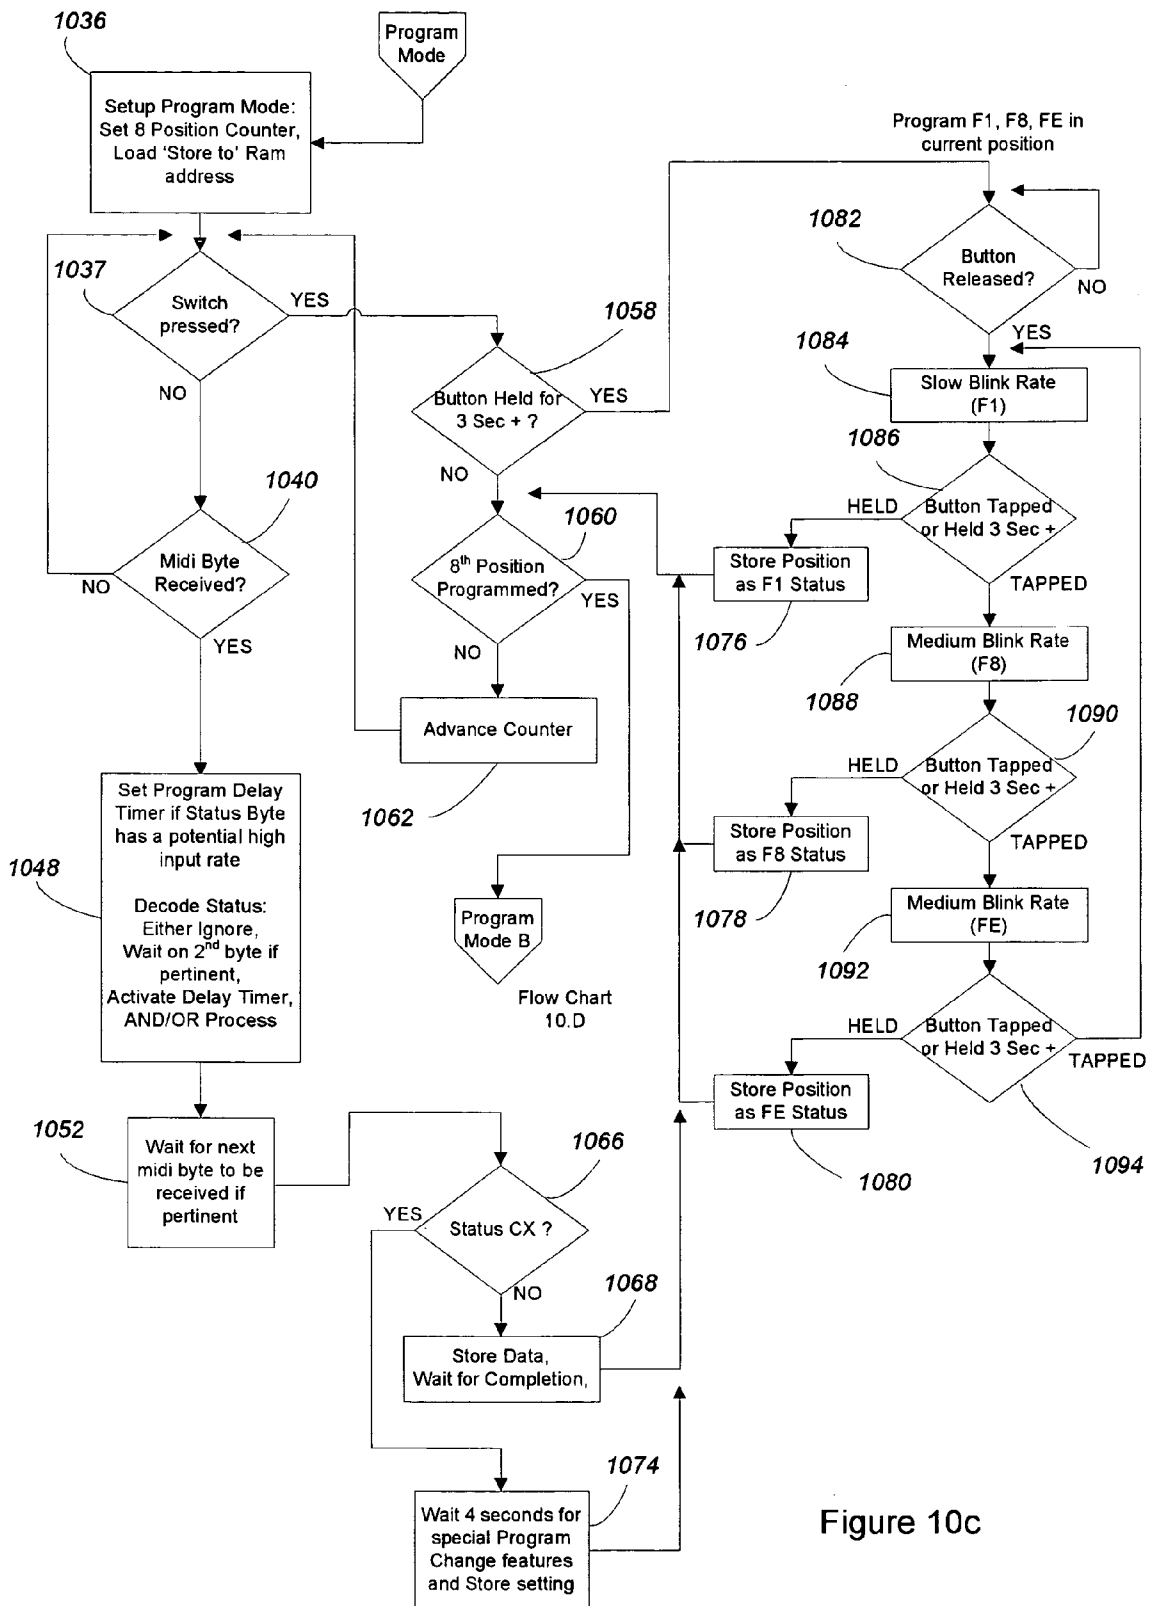 1036
Program
Mode
Setup Program Mode:
Set 8 Position Counter,
Load 'Store to' Ram
address
Program F1, F8, FE in
current position
1037
Switch
pressed?
YES
NO
1058
Button Held for
3 Sec + ?
YES
NO
1082
Button
Released?
NO
YES
1084
Slow Blink Rate
(F1)
1086
Button Tapped
or Held 3 Sec +
HELD
TAPPED
1040
Midi Byte
Received?
NO
YES
1060
8th Position
Programmed?
YES
NO
Store Position
as F1 Status
1076
Medium Blink Rate
(F8)
1088
1090
Button Tapped
or Held 3 Sec +
HELD
TAPPED
Advance Counter
1062
Set Program Delay
Timer if Status Byte
has a potential high
input rate
Decode Status:
Either Ignore,
Wait on 2nd byte if
pertinent,
Activate Delay Timer,
AND/OR Process
1048
Store Position
as F8 Status
1078
Medium Blink Rate
(FE)
1092
Program
Mode B
Flow Chart
10.D
Button Tapped
or Held 3 Sec +
HELD
TAPPED
1094
Store Position
as FE Status
1080
1052
Wait for next
midi byte to be
received if
pertinent
1066
Status CX ?
YES
NO
1068
Store Data,
Wait for Completion,
1074
Wait 4 seconds for
special Program
Change features
and Store setting
Figure 10c